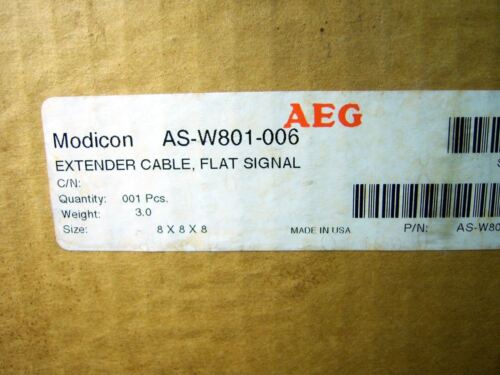 AEG
Modicon AS-W801-006
EXTENDER CABLE, FLAT SIGNAL
S
C/N:
Quantity: 001 Pcs.
Weight: 3.0
Size: 8 X 8 X 8 MADE IN USA P/N: AS-W80